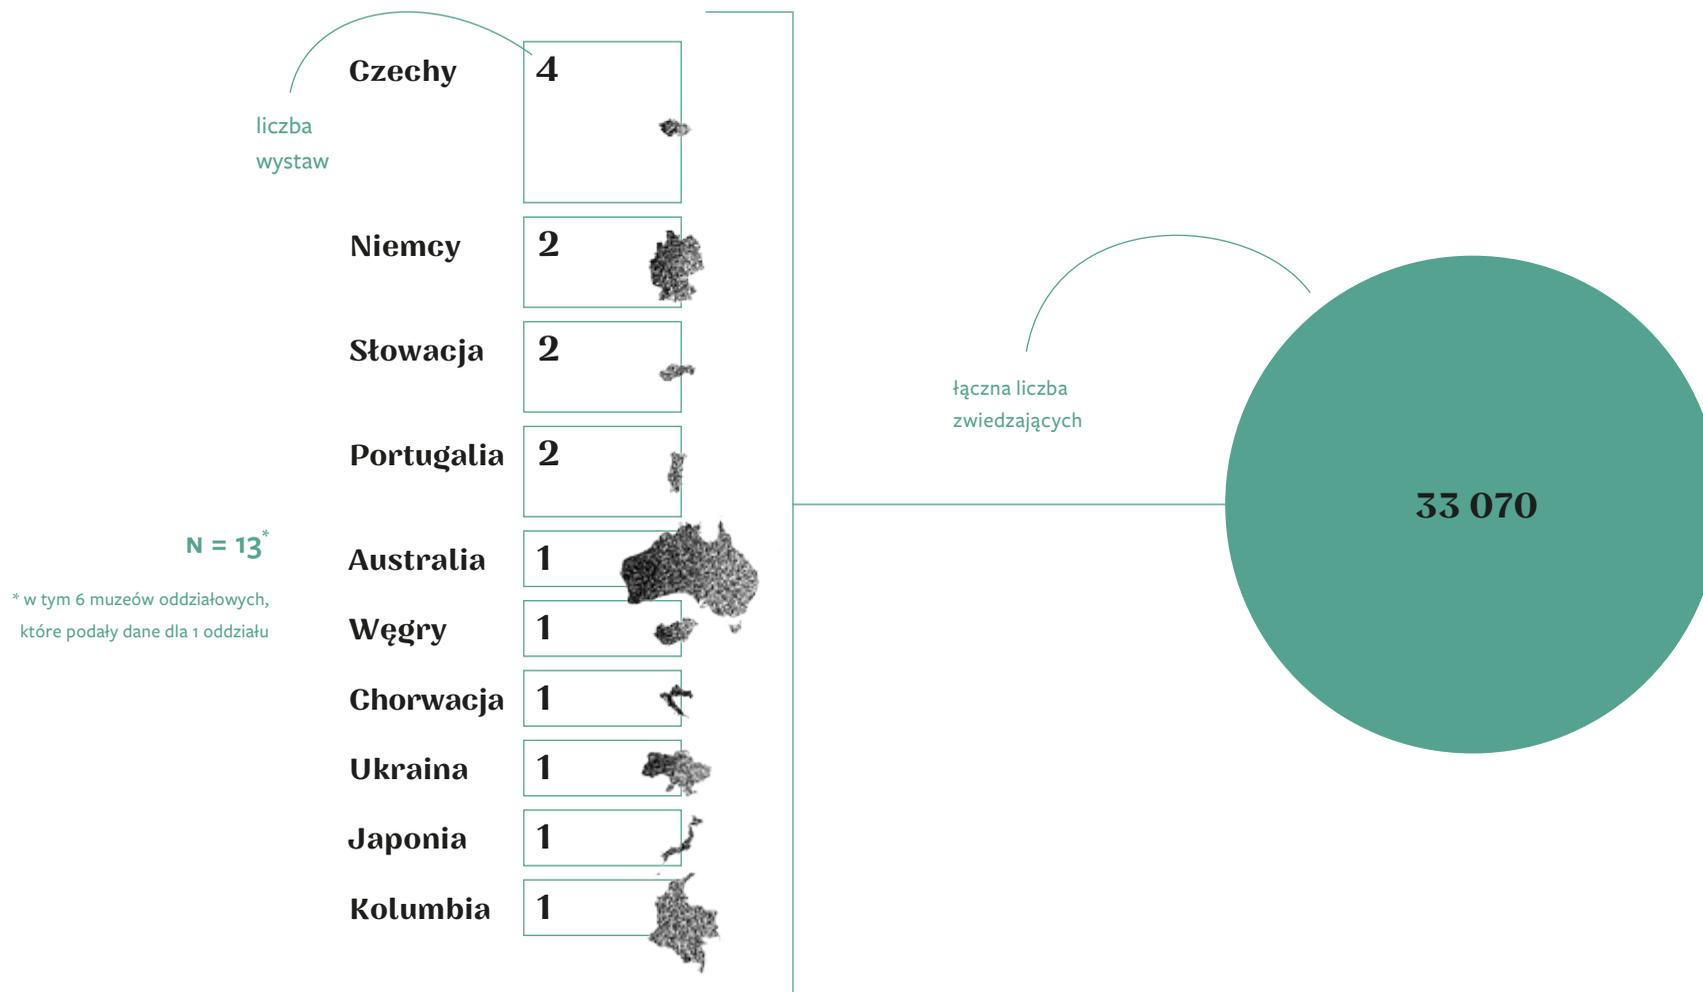 Czechy 4
liczba
wystaw
Niemcy 2
Słowacja 2
łączna liczba
zwiedzających
Portugalia 2
33 070
N = 13*
* w tym 6 muzeów oddziałowych,
które podały dane dla 1 oddziału
Australia 1
Węgry 1
Chorwacja 1
Ukraina 1
Japonia 1
Kolumbia 1